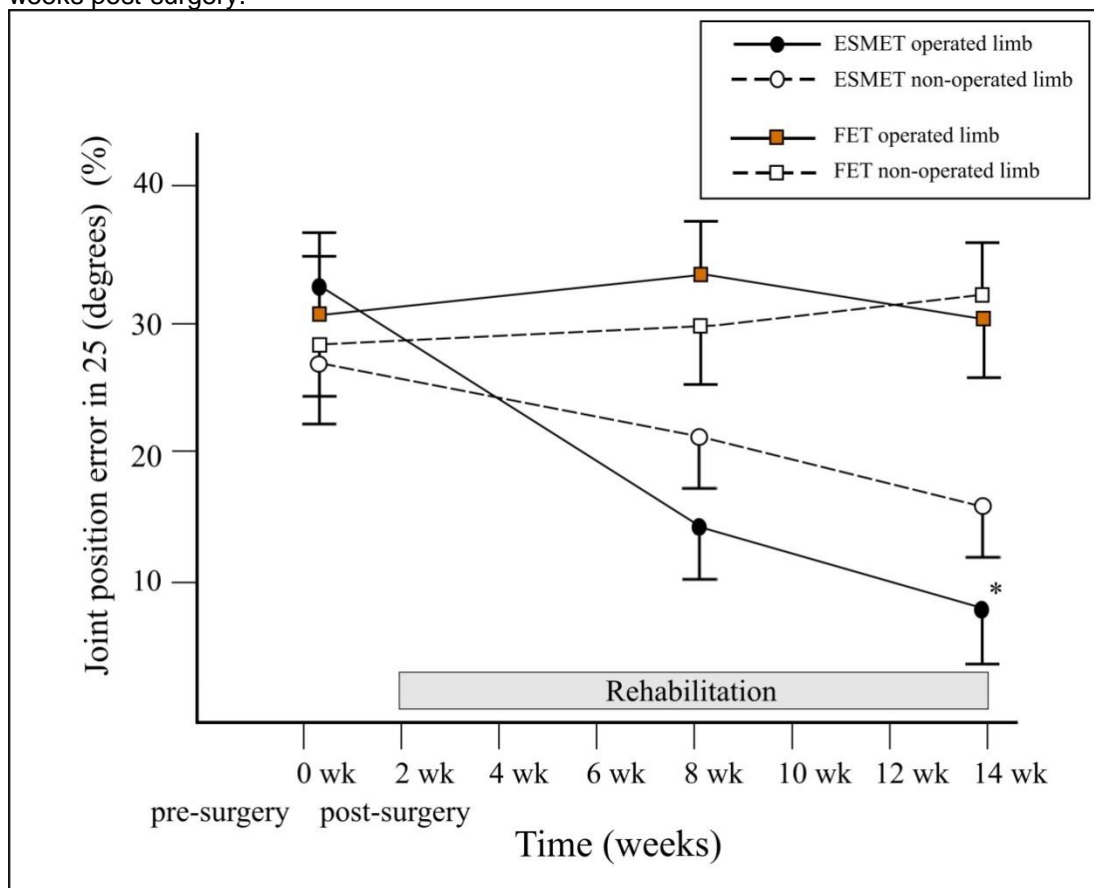 weeks post-surgery.
ESMET operated limb
ESMET non-operated limb
FET operated limb
FET non-operated limb
Joint position error in 25 (degrees) (%)
40
30
20
10
*
Rehabilitation
0 wk 2 wk 4 wk 6 wk 8 wk 10 wk 12 wk 14 wk
pre-surgery post-surgery
Time (weeks)